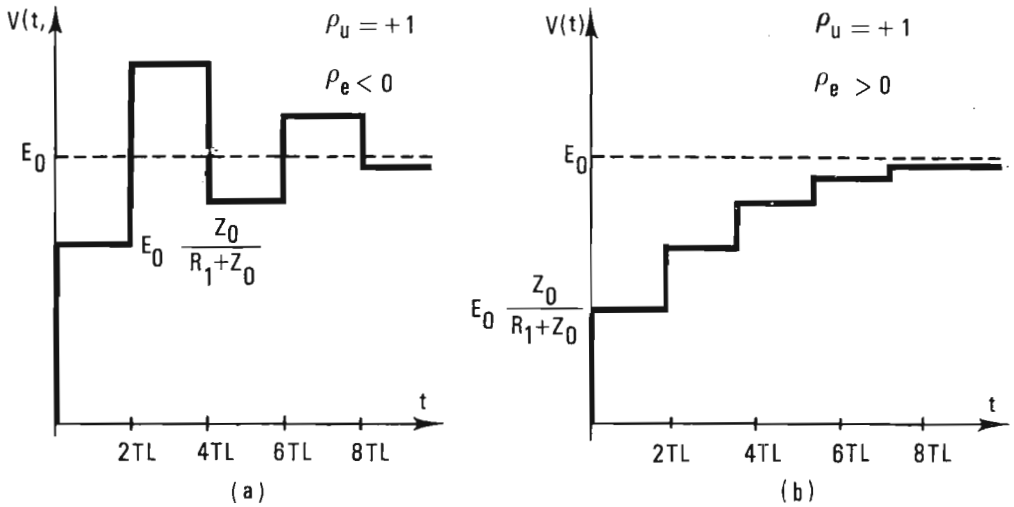 V(t,
ρu = +1
ρe < 0
E0
E0 Z0
R1+Z0
t
2TL 4TL 6TL 8TL
(a)
V(t)
ρu = +1
ρe > 0
E0
E0 Z0
R1+Z0
t
2TL 4TL 6TL 8TL
(b)